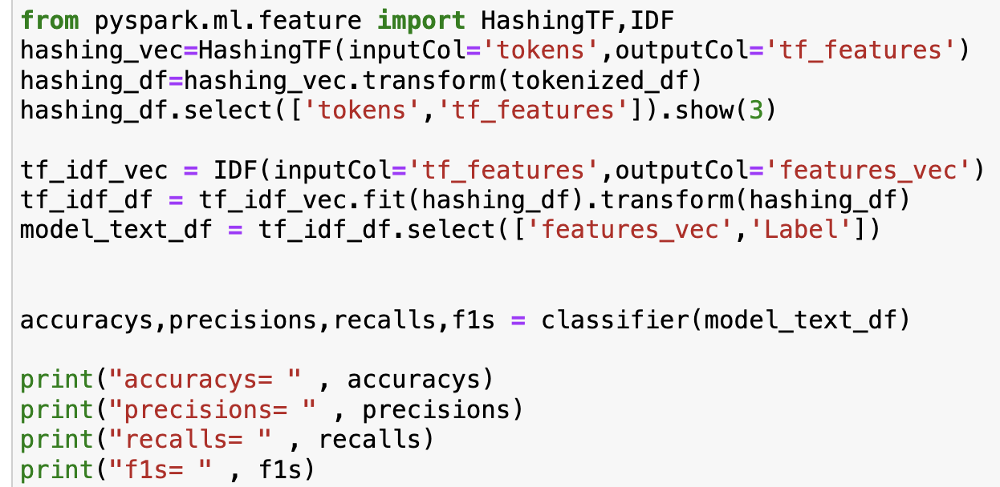 from pyspark.ml.feature import HashingTF,IDF
hashing_vec=HashingTF(inputCol='tokens',outputCol='tf_features')
hashing_df=hashing_vec.transform(tokenized_df)
hashing_df.select(['tokens','tf_features']).show(3)
tf_idf_vec = IDF(inputCol='tf_features',outputCol='features_vec')
tf_idf_df = tf_idf_vec.fit(hashing_df).transform(hashing_df)
model_text_df = tf_idf_df.select(['features_vec','Label'])
accuracys,precisions,recalls,f1s = classifier(model_text_df)
print("accuracys= " , accuracys)
print("precisions= " , precisions)
print("recalls= " , recalls)
print("f1s= " , f1s)